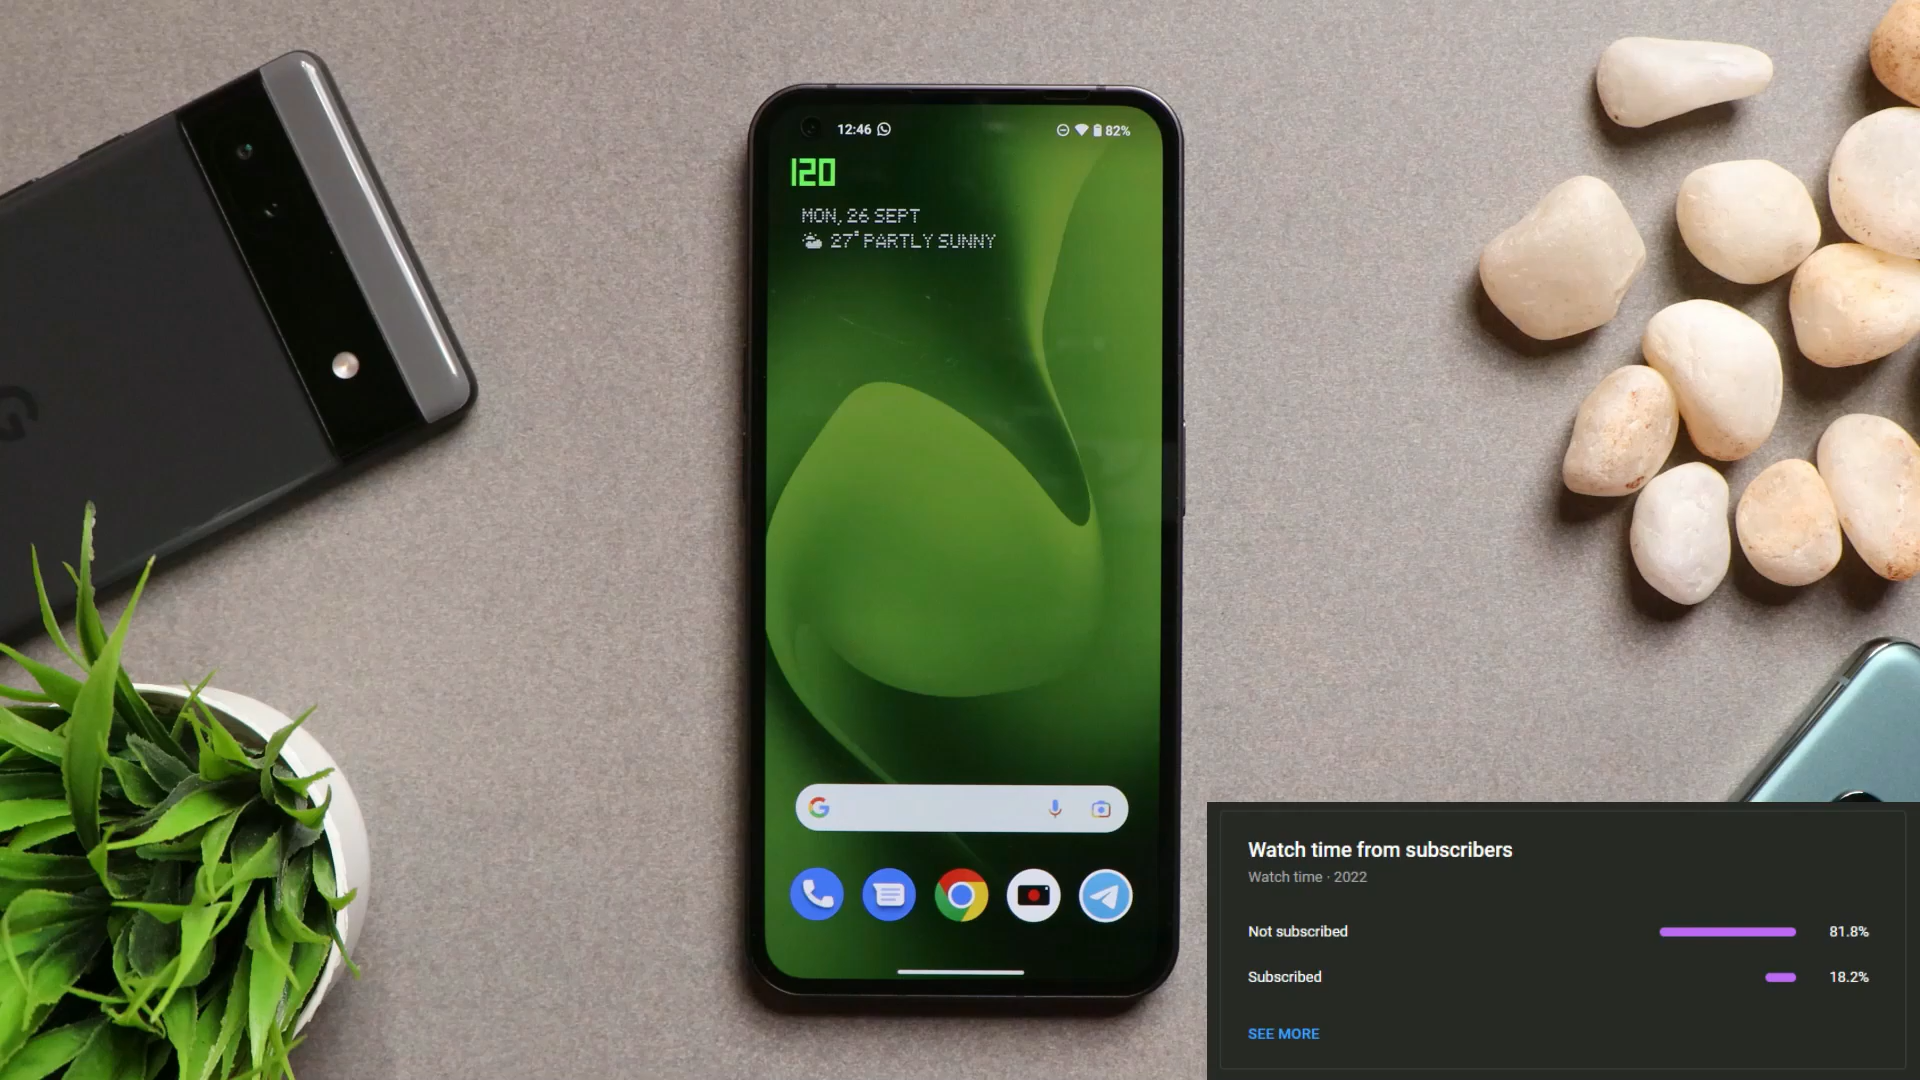 12:46
82%
120
MON, 26 SEPT
27° PARTLY SUNNY
Watch time from subscribers
Watch time · 2022
Not subscribed 81.8%
Subscribed 18.2%
SEE MORE